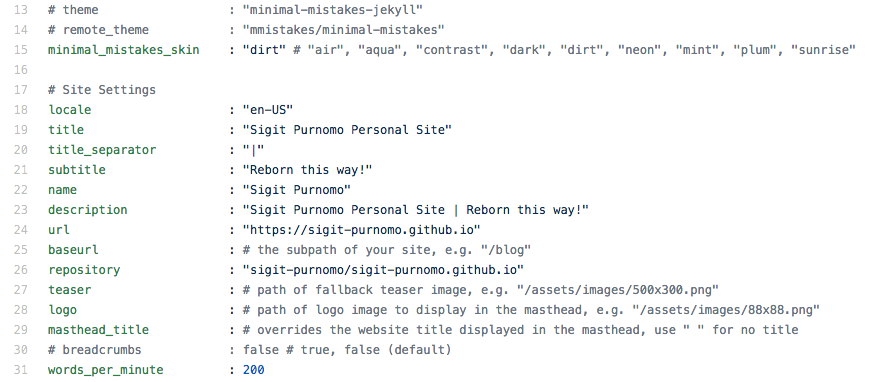 13 # theme : "minimal-mistakes-jekyll"
14 # remote_theme : "mmistakes/minimal-mistakes"
15 minimal_mistakes_skin : "dirt" # "air", "aqua", "contrast", "dark", "dirt", "neon", "mint", "plum", "sunrise"
16
17 # Site Settings
18 locale : "en-US"
19 title : "Sigit Purnomo Personal Site"
20 title_separator : "|"
21 subtitle : "Reborn this way!"
22 name : "Sigit Purnomo"
23 description : "Sigit Purnomo Personal Site | Reborn this way!"
24 url : "https://sigit-purnomo.github.io"
25 baseurl : # the subpath of your site, e.g. "/blog"
26 repository : "sigit-purnomo/sigit-purnomo.github.io"
27 teaser : # path of fallback teaser image, e.g. "/assets/images/500x300.png"
28 logo : # path of logo image to display in the masthead, e.g. "/assets/images/88x88.png"
29 masthead_title : # overrides the website title displayed in the masthead, use " " for no title
30 # breadcrumbs : false # true, false (default)
31 words_per_minute : 200